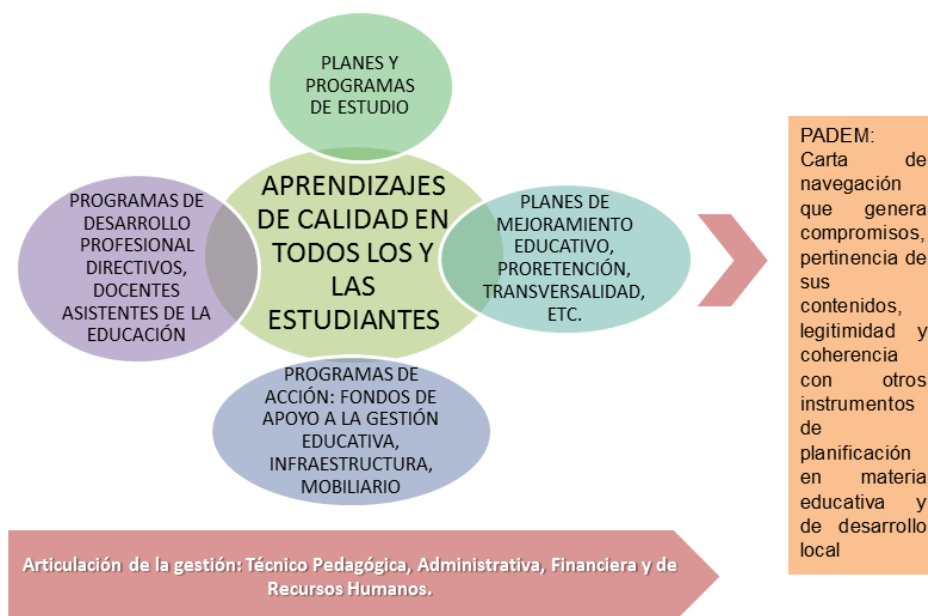 PLANES Y
PROGRAMAS
DE ESTUDIO
PROGRAMAS DE
DESARROLLO
PROFESIONAL
DIRECTIVOS,
DOCENTES
ASISTENTES DE LA
EDUCACIÓN
APRENDIZAJES
DE CALIDAD EN
TODOS LOS Y
LAS
ESTUDIANTES
PLANES DE
MEJORAMIENTO
EDUCATIVO,
PRORETENCIÓN,
TRANSVERSALIDAD,
ETC.
PROGRAMAS DE
ACCIÓN: FONDOS DE
APOYO A LA GESTIÓN
EDUCATIVA,
INFRAESTRUCTURA,
MOBILIARIO
PADEM:
Carta de
navegación
que genera
compromisos,
pertinencia de
sus
contenidos,
legitimidad y
coherencia
con otros
instrumentos
de
planificación
en materia
educativa y
de desarrollo
local
Articulación de la gestión: Técnico Pedagógica, Administrativa, Financiera y de
Recursos Humanos.